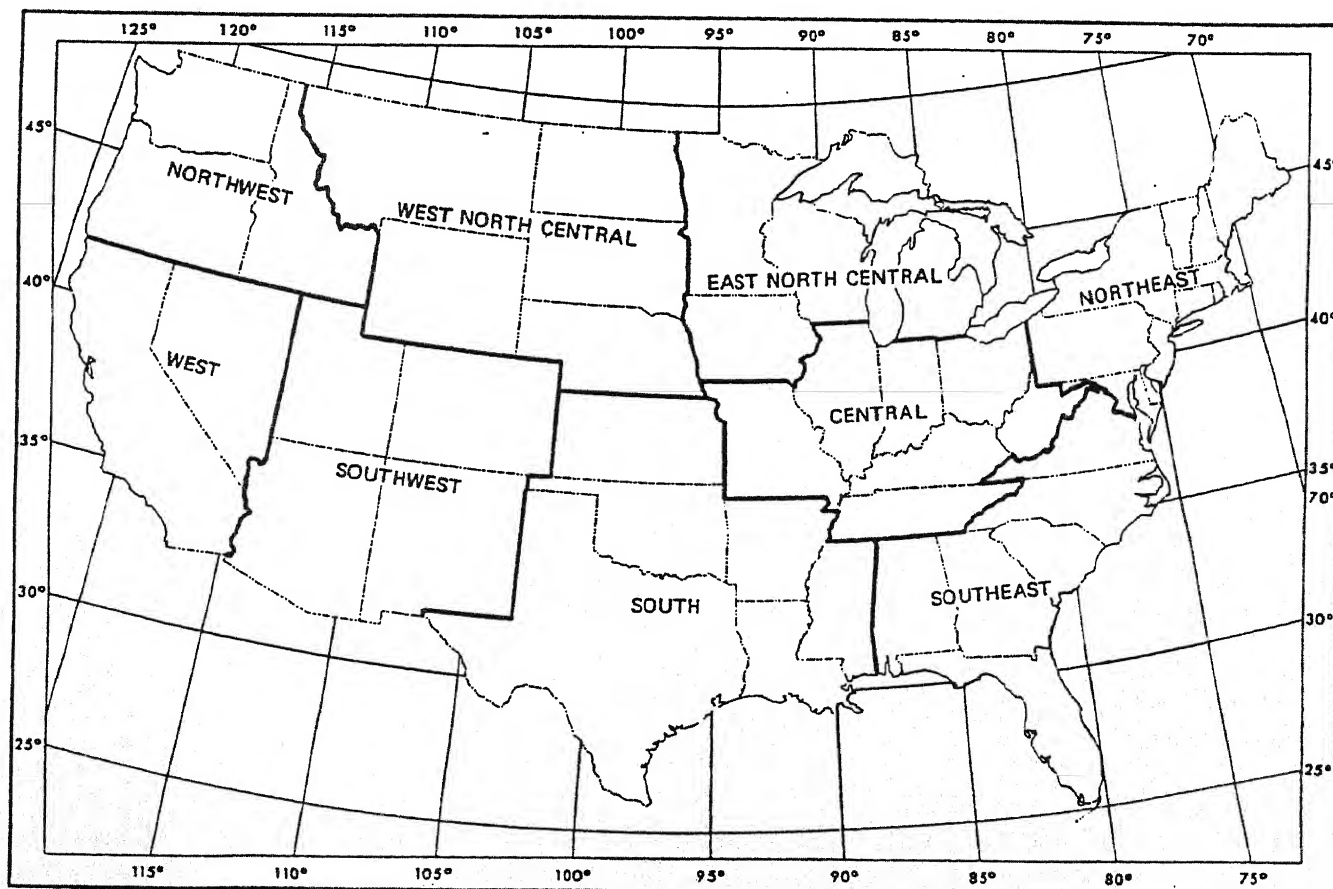 125° 120° 115° 110° 105° 100° 95° 90° 85° 80° 75° 70°
45° 45°
NORTHWEST
WEST NORTH CENTRAL
EAST NORTH CENTRAL
NORTHEAST
40° 40°
WEST
CENTRAL
35° 35°
SOUTHWEST
70°
SOUTH
SOUTHEAST
30° 30°
25° 25°
115° 110° 105° 100° 95° 90° 85° 80° 75°